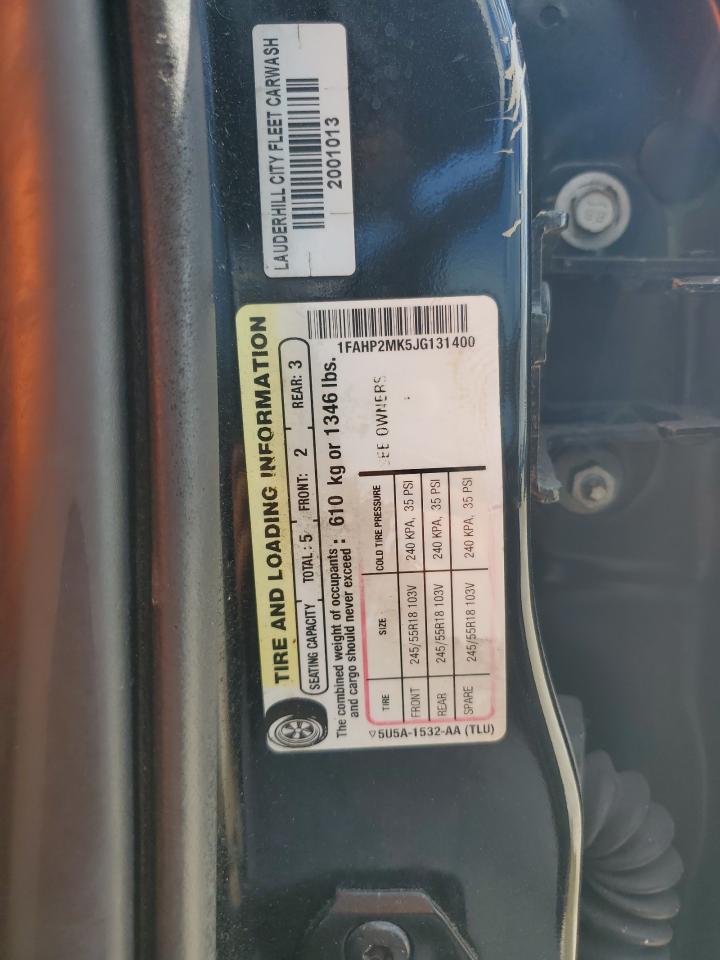 LAUDERHILL CITY FLEET CARWASH
2001013
TIRE AND LOADING INFORMATION
SEATING CAPACITY TOTAL: 5 FRONT: 2 REAR: 3
The combined weight of occupants : 610 kg or 1346 lbs.
and cargo should never exceed :
1FAHP2MK5JG131400
TIRE SIZE COLD TIRE PRESSURE
FRONT 245/55R18 103V 240 KPA, 35 PSI
REAR 245/55R18 103V 240 KPA, 35 PSI
SPARE 245/55R18 103V 240 KPA, 35 PSI
SEE OWNERS
5U5A-1532-AA (TLU)